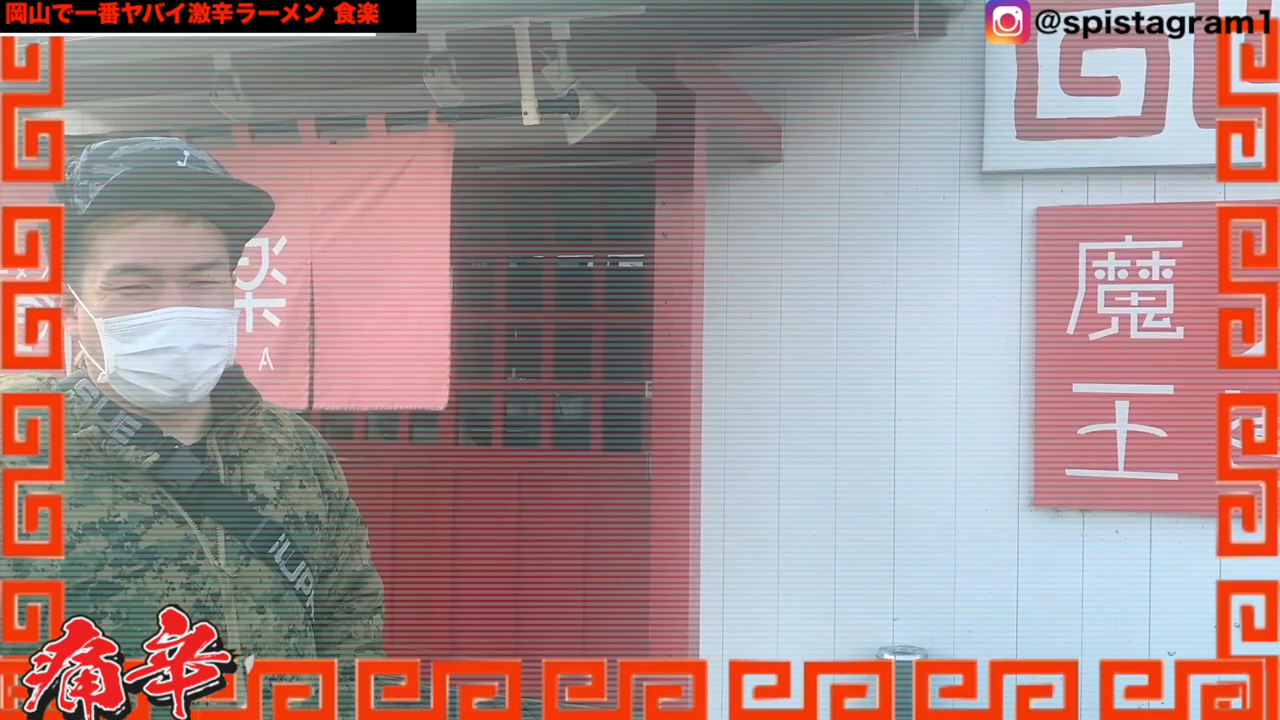 岡山で一番ヤバイ激辛ラーメン 食楽
@spistagram1
楽
魔王
痛辛